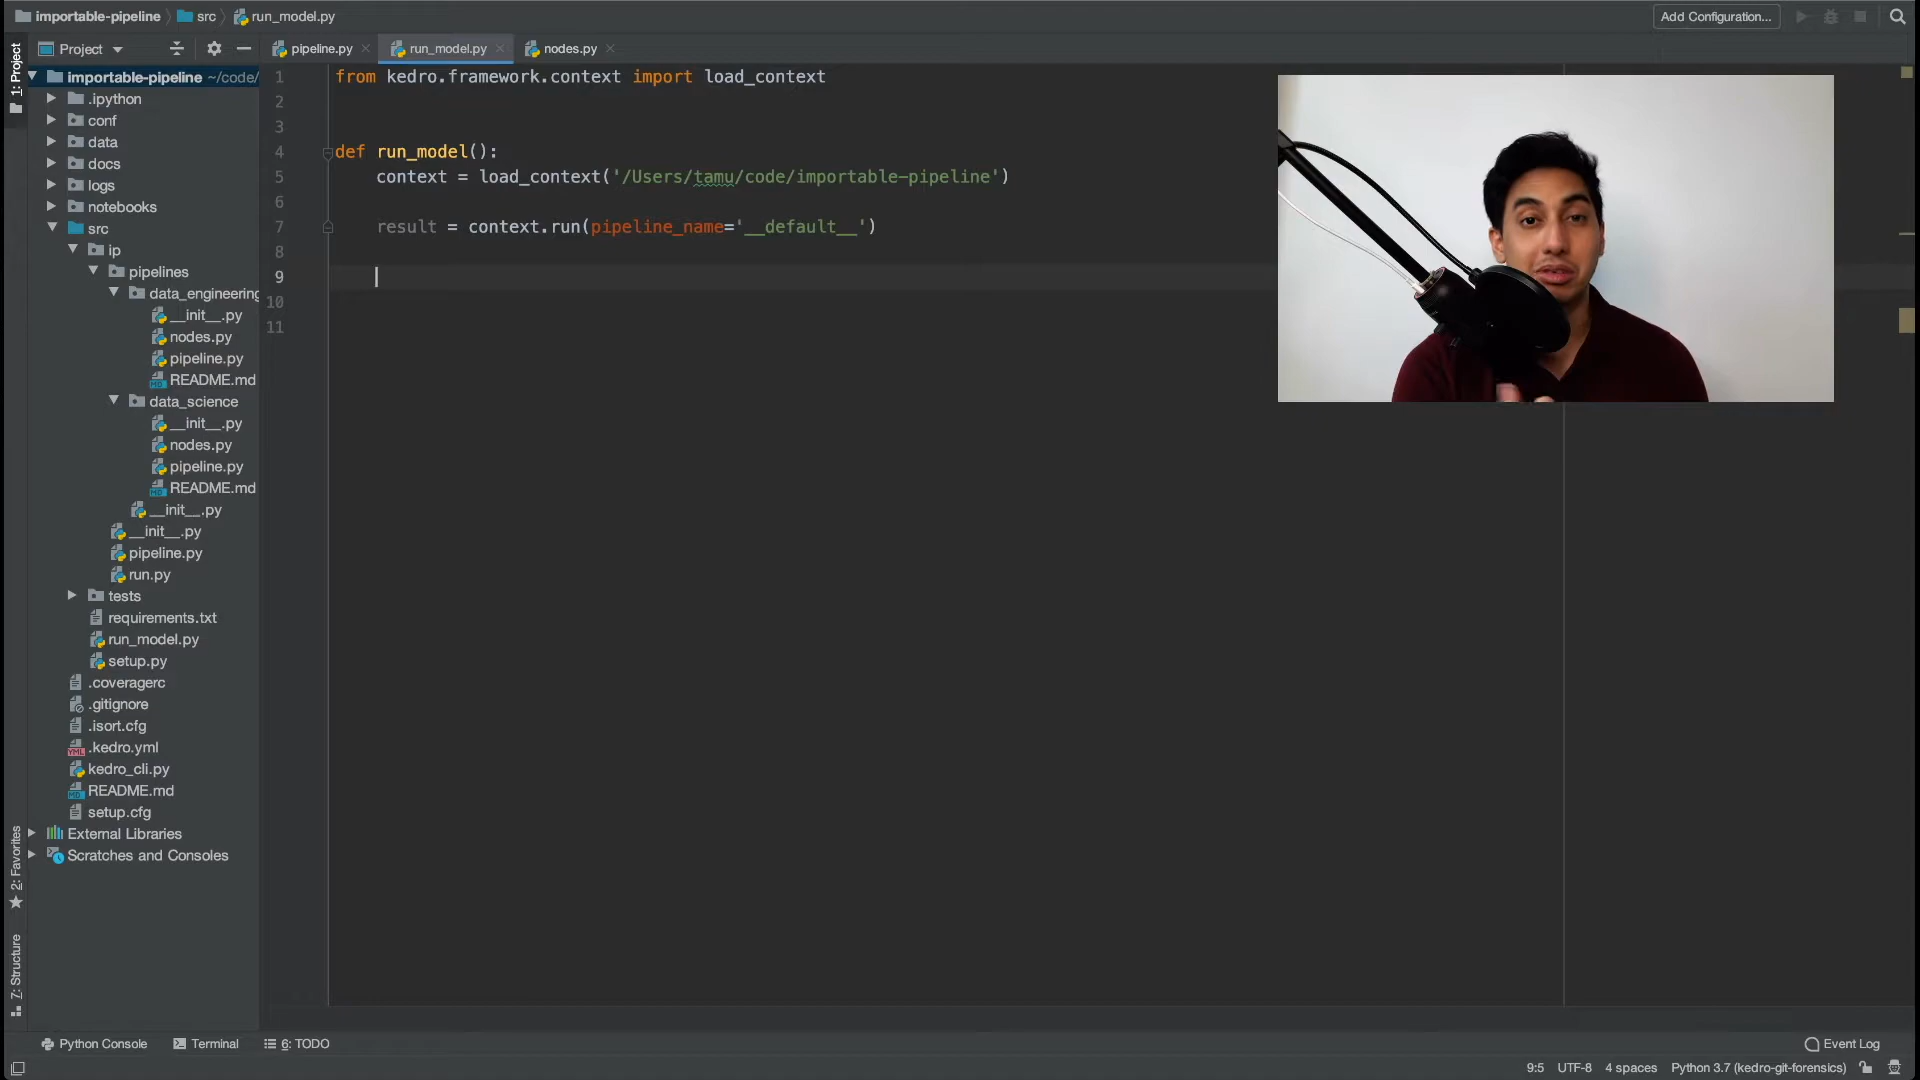 importable-pipeline src run_model.py
Add Configuration...
Project
pipeline.py
run_model.py
nodes.py
1: Project
importable-pipeline ~/code/
.ipython
conf
data
docs
logs
notebooks
src
ip
pipelines
data_engineering
__init__.py
nodes.py
pipeline.py
README.md
data_science
__init__.py
nodes.py
pipeline.py
README.md
__init__.py
__init__.py
pipeline.py
run.py
tests
requirements.txt
run_model.py
setup.py
.coveragerc
.gitignore
.isort.cfg
.kedro.yml
kedro_cli.py
README.md
setup.cfg
External Libraries
Scratches and Consoles
2: Favorites
7: Structure
1 from kedro.framework.context import load_context
2
3
4 def run_model():
5 context = load_context('/Users/tamu/code/importable-pipeline')
6
7 result = context.run(pipeline_name='__default__')
8
9
10
11
Python Console
Terminal
6: TODO
Event Log
9:5 UTF-8 4 spaces Python 3.7 (kedro-git-forensics)